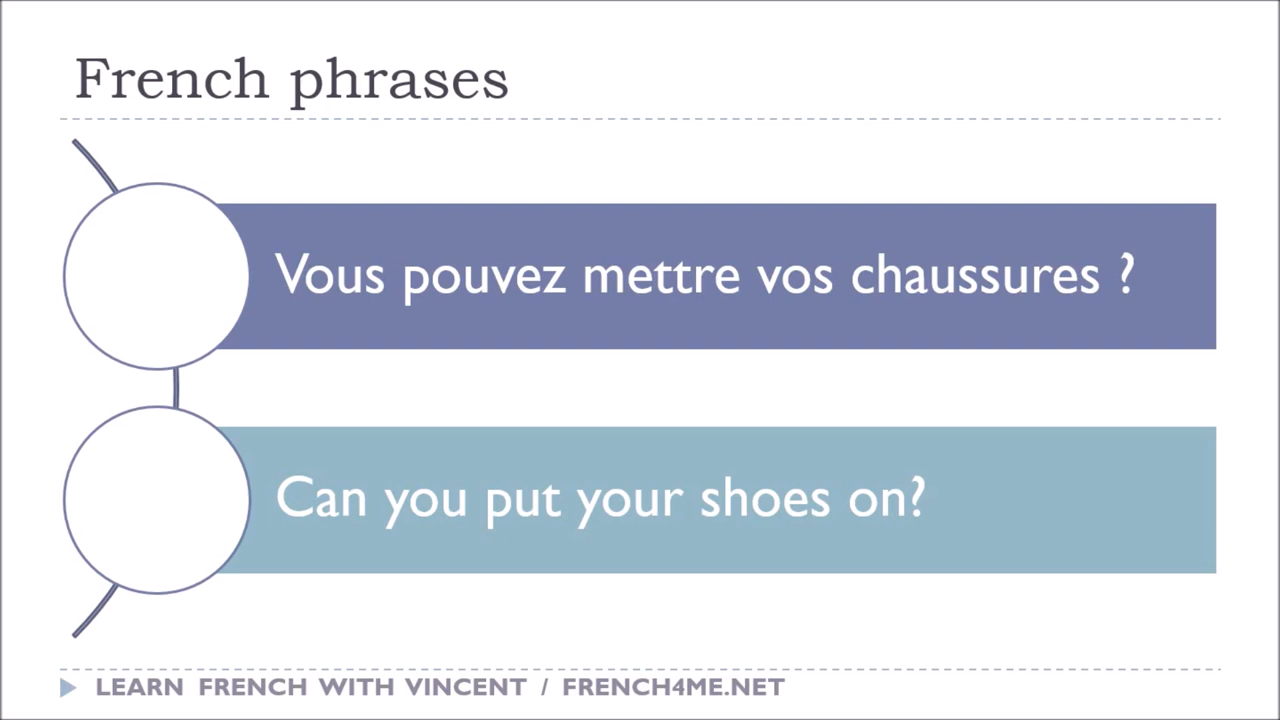 French phrases
Vous pouvez mettre vos chaussures ?
Can you put your shoes on?
LEARN FRENCH WITH VINCENT / FRENCH4ME.NET